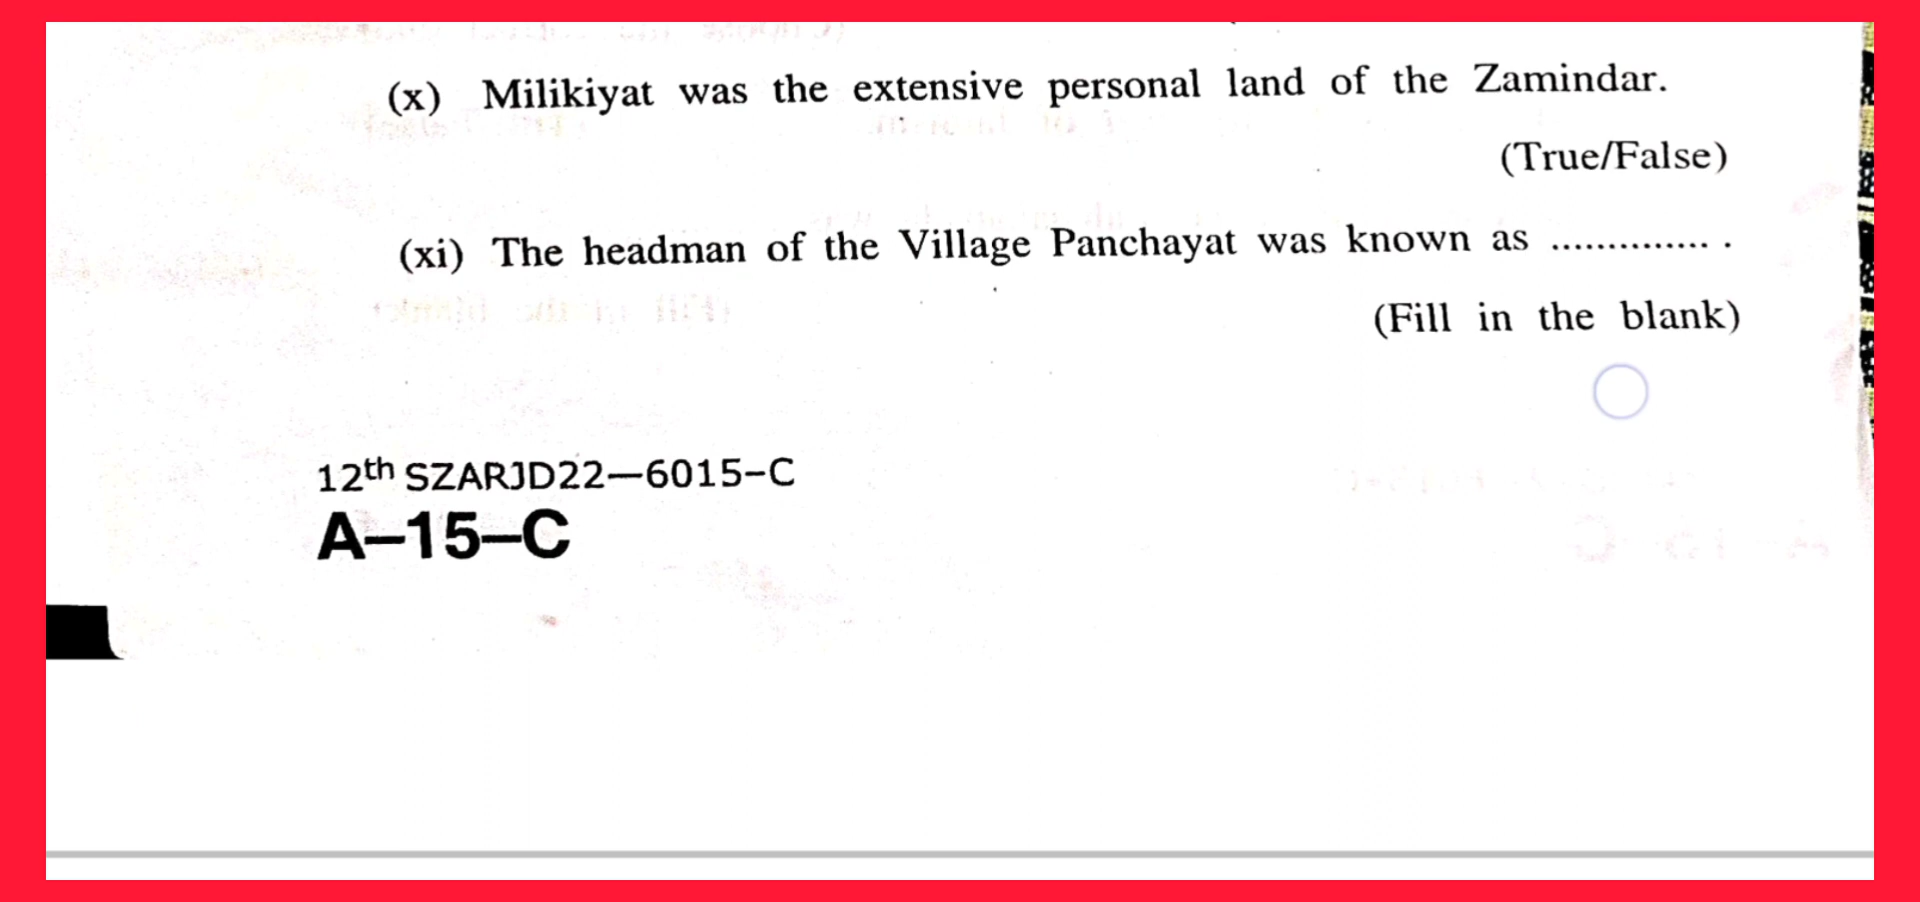 (x) Milikiyat was the extensive personal land of the Zamindar.
(True/False)
(xi) The headman of the Village Panchayat was known as .............. .
(Fill in the blank)
12th SZARJD22—6015–C
A–15–C